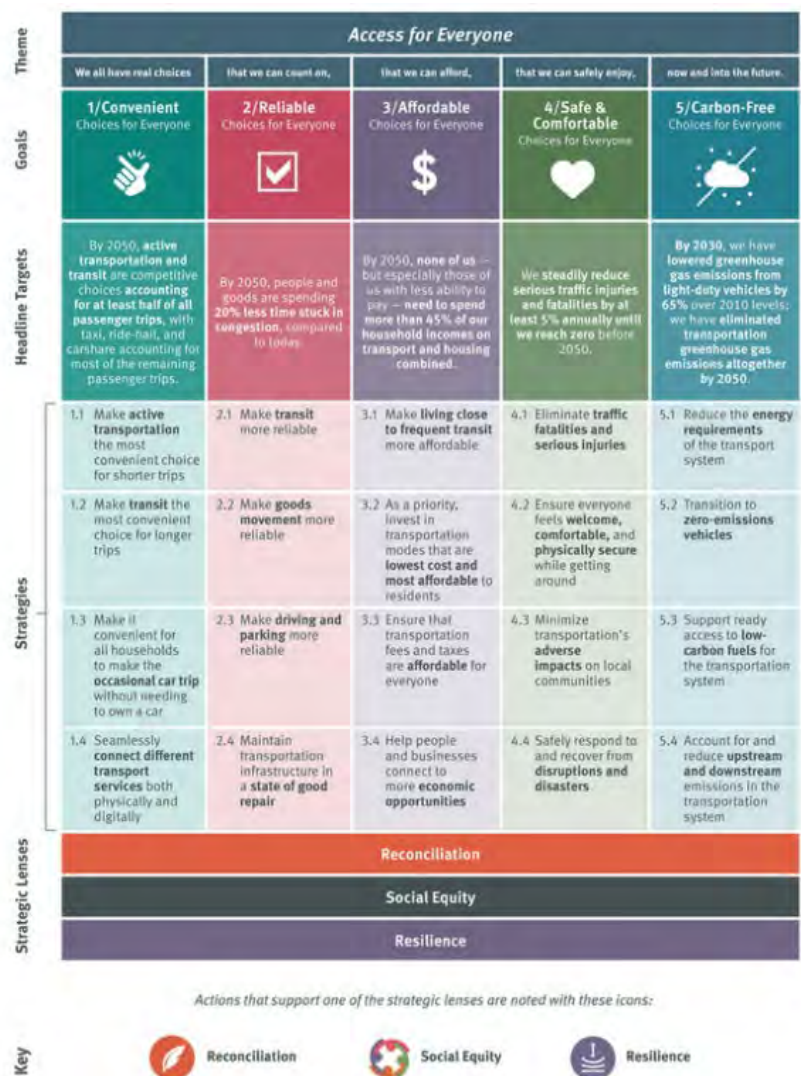 Theme
Access for Everyone
We all have real choices
that we can count on,
that we can afford,
that we can safely enjoy,
now and into the future.
Goals
1/Convenient
Choices for Everyone
2/Reliable
Choices for Everyone
3/Affordable
Choices for Everyone
$
4/Safe &
Comfortable
Choices for Everyone
5/Carbon-Free
Choices for Everyone
Headline Targets
By 2050, active
transportation and
transit are competitive
choices accounting
for at least half of all
passenger trips, with
taxi, ride-hail, and
carshare accounting for
most of the remaining
passenger trips.
By 2050, people and
goods are spending
20% less time stuck in
congestion, compared
to today.
By 2050, none of us —
but especially those of
us with less ability to
pay — need to spend
more than 45% of our
household incomes on
transport and housing
combined.
We steadily reduce
serious traffic injuries
and fatalities by at
least 5% annually until
we reach zero before
2050.
By 2030, we have
lowered greenhouse
gas emissions from
light-duty vehicles by
65% over 2010 levels;
we have eliminated
transportation
greenhouse gas
emissions altogether
by 2050.
Strategies
1.1 Make active
transportation
the most
convenient choice
for shorter trips
2.1 Make transit
more reliable
3.1 Make living close
to frequent transit
more affordable
4.1 Eliminate traffic
fatalities and
serious injuries
5.1 Reduce the energy
requirements
of the transport
system
1.2 Make transit the
most convenient
choice for longer
trips
2.2 Make goods
movement more
reliable
3.2 As a priority,
invest in
transportation
modes that are
lowest cost and
most affordable to
residents
4.2 Ensure everyone
feels welcome,
comfortable, and
physically secure
while getting
around
5.2 Transition to
zero-emissions
vehicles
1.3 Make it
convenient for
all households
to make the
occasional car trip
without needing
to own a car
2.3 Make driving and
parking more
reliable
3.3 Ensure that
transportation
fees and taxes
are affordable for
everyone
4.3 Minimize
transportation's
adverse
impacts on local
communities
5.3 Support ready
access to low-
carbon fuels for
the transportation
system
1.4 Seamlessly
connect different
transport
services both
physically and
digitally
2.4 Maintain
transportation
infrastructure in
a state of good
repair
3.4 Help people
and businesses
connect to
more economic
opportunities
4.4 Safely respond to
and recover from
disruptions and
disasters
5.4 Account for and
reduce upstream
and downstream
emissions in the
transportation
system
Strategic Lenses
Reconciliation
Social Equity
Resilience
Actions that support one of the strategic lenses are noted with these icons:
Key
Reconciliation
Social Equity
Resilience